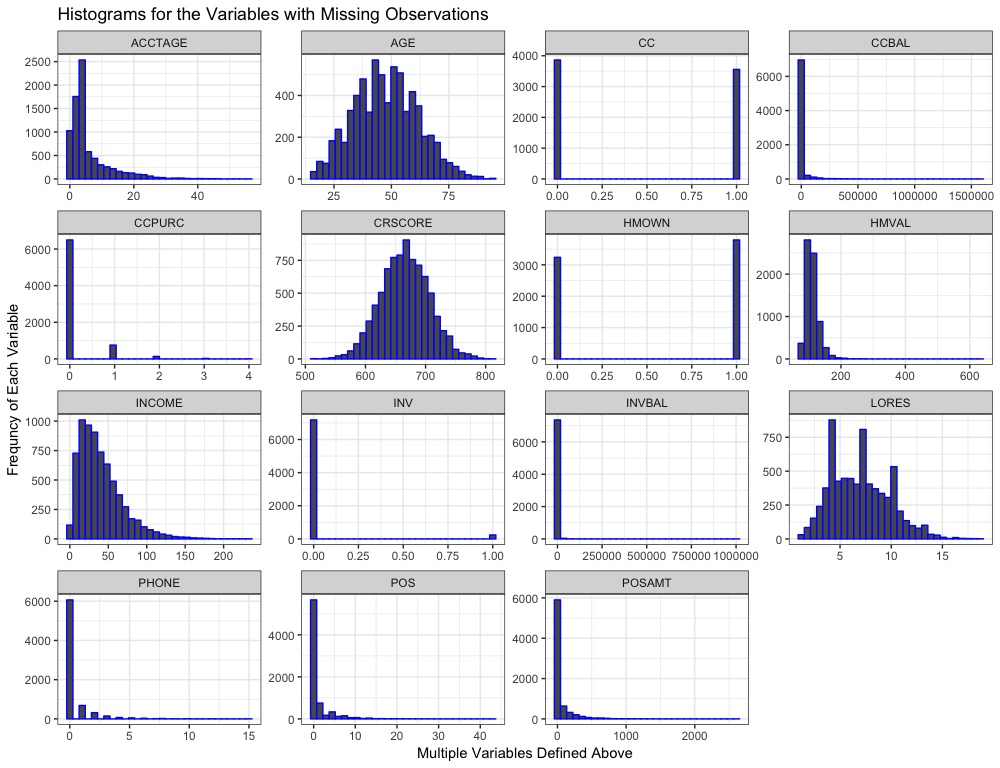 Histograms for the Variables with Missing Observations
ACCTAGE AGE CC CCBAL
2500 2000 1500 1000 500 0
0 20 40
400 200 0
25 50 75
4000 3000 2000 1000 0
0.00 0.25 0.50 0.75 1.00
6000 4000 2000 0
0 500000 1000000 1500000
CCPURC CRSCORE HMOWN HMVAL
6000 4000 2000 0
0 1 2 3 4
750 500 250 0
500 600 700 800
3000 2000 1000 0
0.00 0.25 0.50 0.75 1.00
2000 1000 0
200 400 600
INCOME INV INVBAL LORES
1000 750 500 250 0
0 50 100 150 200
6000 4000 2000 0
0.00 0.25 0.50 0.75 1.00
6000 4000 2000 0
0 250000 500000 750000 1000000
750 500 250 0
5 10 15
PHONE POS POSAMT
6000 4000 2000 0
0 5 10 15
4000 2000 0
0 10 20 30 40
6000 4000 2000 0
0 1000 2000
Frequncy of Each Variable
Multiple Variables Defined Above